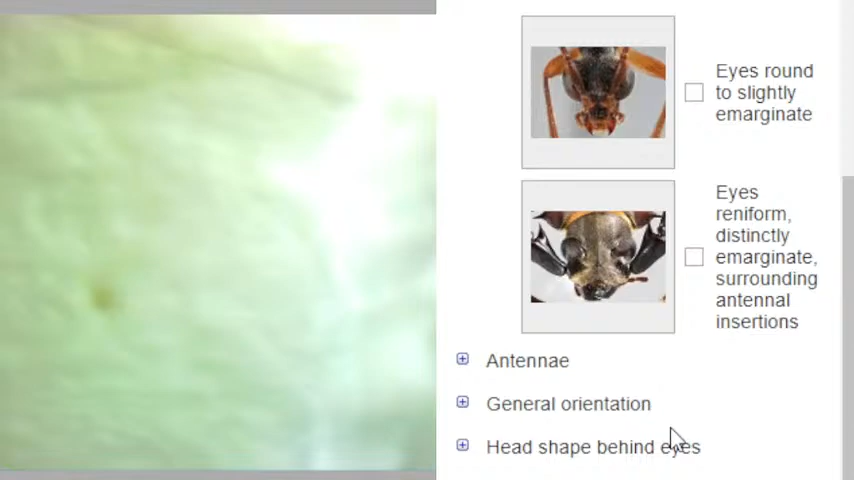 Eyes round
to slightly
emarginate
Eyes
reniform,
distinctly
emarginate,
surrounding
antennal
insertions
Antennae
General orientation
Head shape behind eyes